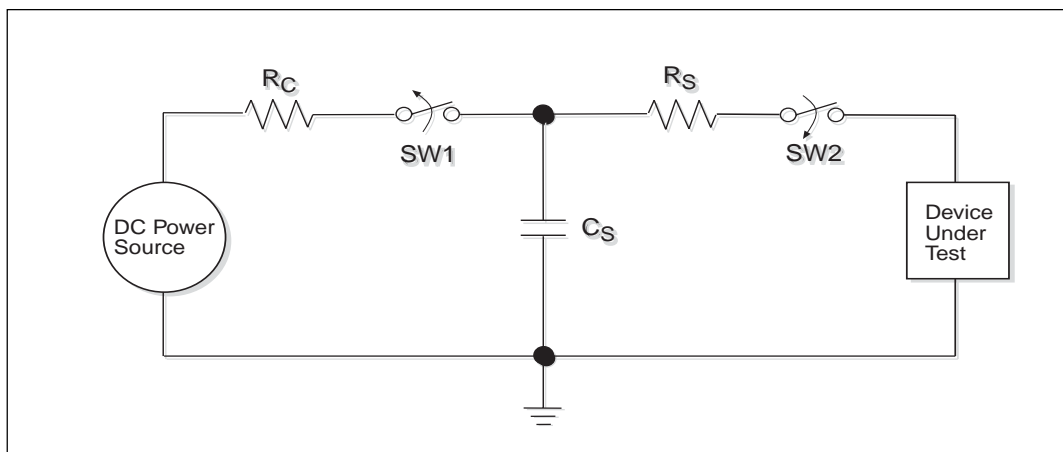 RC
RS
SW1
SW2
DC Power
Source
CS
Device
Under
Test